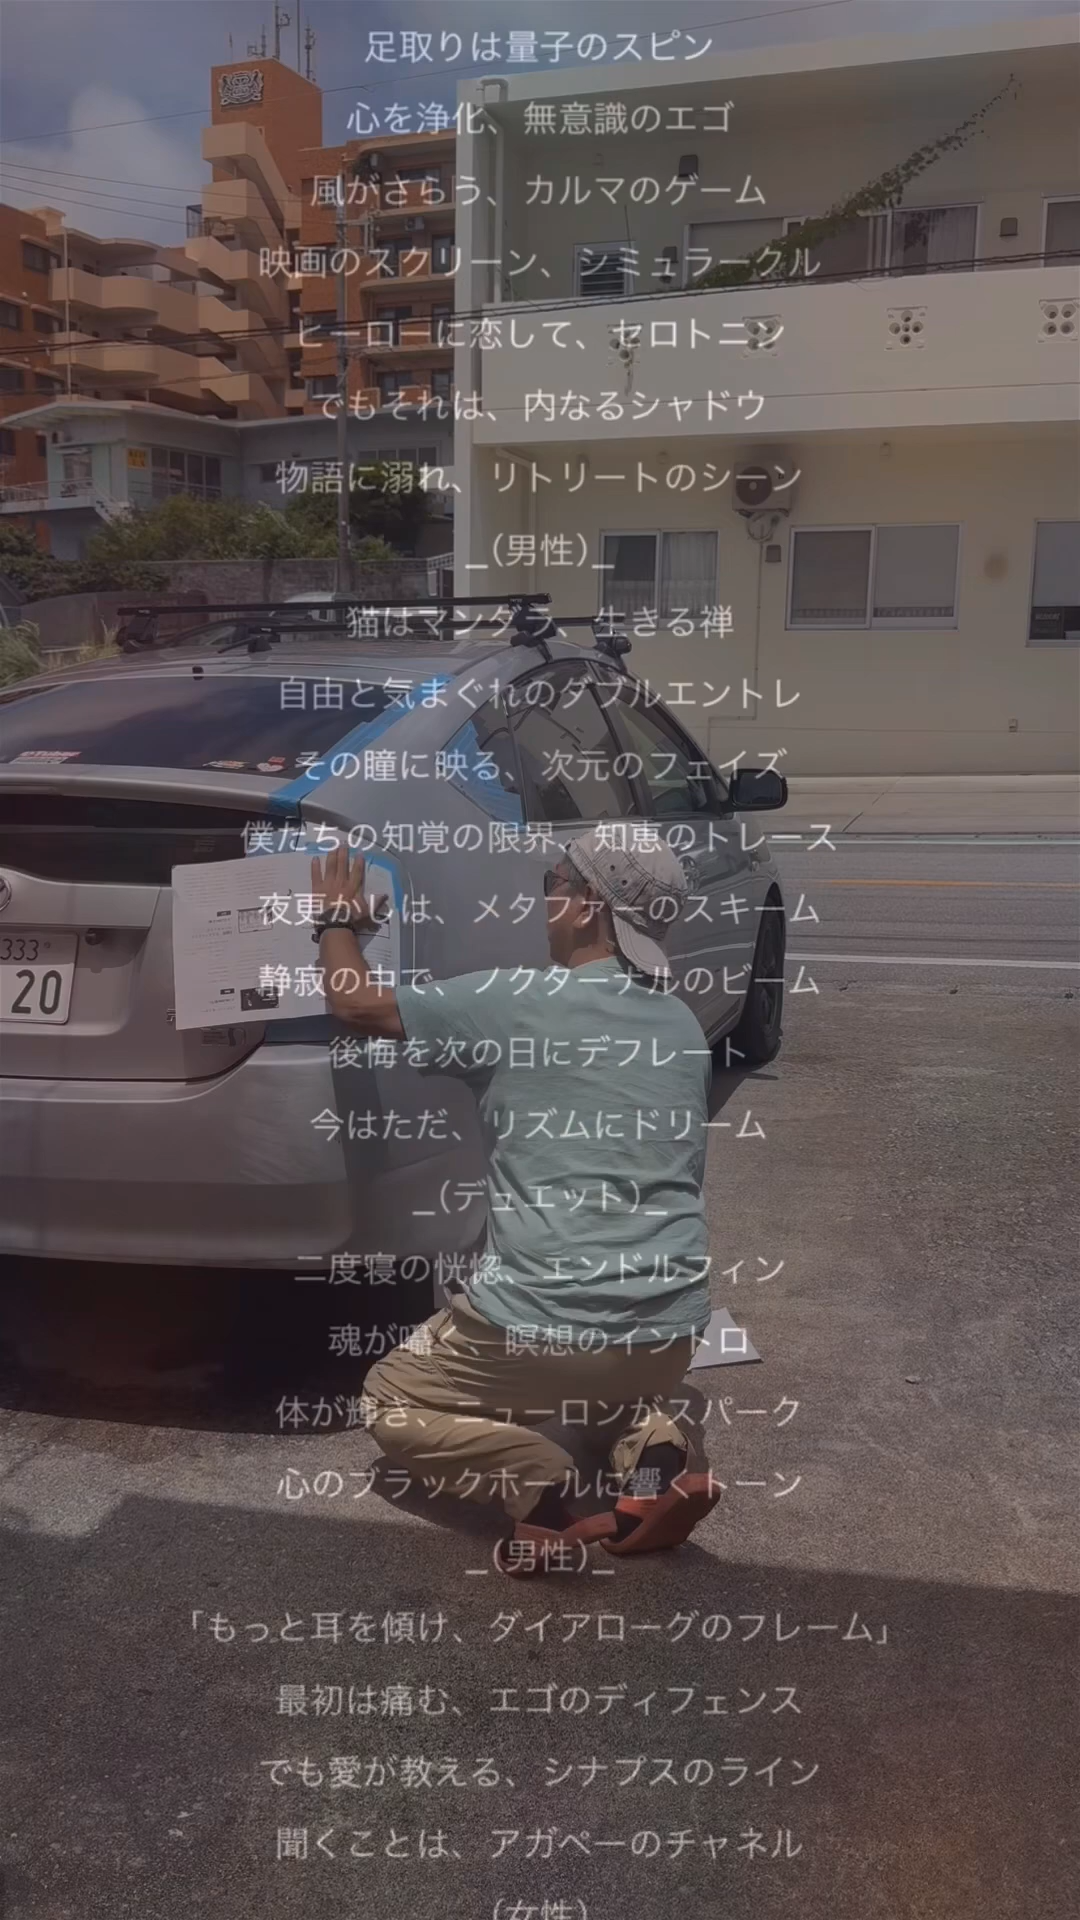 足取りは量子のスピン
心を浄化、無意識のエゴ
風がさらう、カルマのゲーム
映画のスクリーン、シミュラークル
ヒーローに恋して、セロトニン
でもそれは、内なるシャドウ
物語に溺れ、リトリートのシーン
_（男性）_
猫はマンダラ、生きる禅
自由と気まぐれのダブルエントレ
その瞳に映る、次元のフェイズ
僕たちの知覚の限界、知恵のトレース
夜更かしは、メタファーのスキーム
静寂の中で、ノクターナルのビーム
後悔を次の日にデフレート
今はただ、リズムにドリーム
_（デュエット）_
二度寝の恍惚、エンドルフィン
魂が囁く、瞑想のイントロ
体が輝き、ニューロンがスパーク
心のブラックホールに響くトーン
_（男性）_
「もっと耳を傾け、ダイアローグのフレーム」
最初は痛む、エゴのディフェンス
でも愛が教える、シナプスのライン
聞くことは、アガペーのチャネル
（女性）
333
20